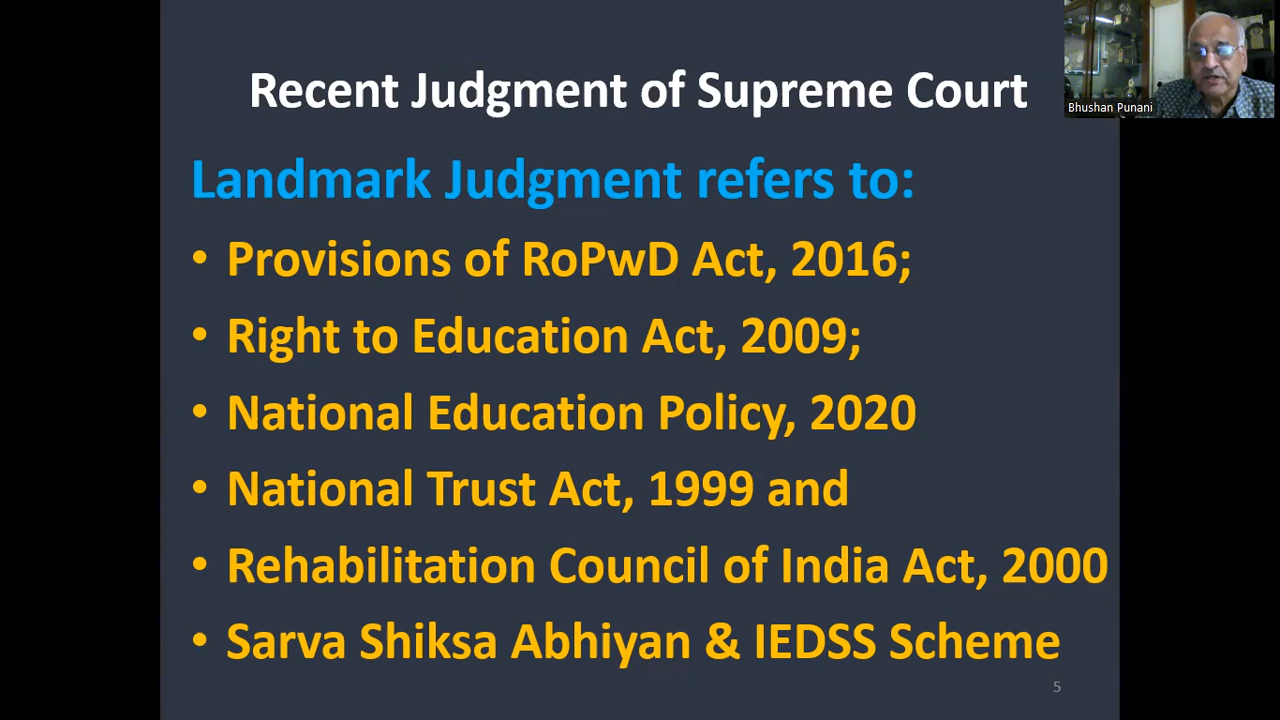 Recent Judgment of Supreme Court
Bhushan Punani
Landmark Judgment refers to:
• Provisions of RoPwD Act, 2016;
• Right to Education Act, 2009;
• National Education Policy, 2020
• National Trust Act, 1999 and
• Rehabilitation Council of India Act, 2000
• Sarva Shiksa Abhiyan & IEDSS Scheme
5